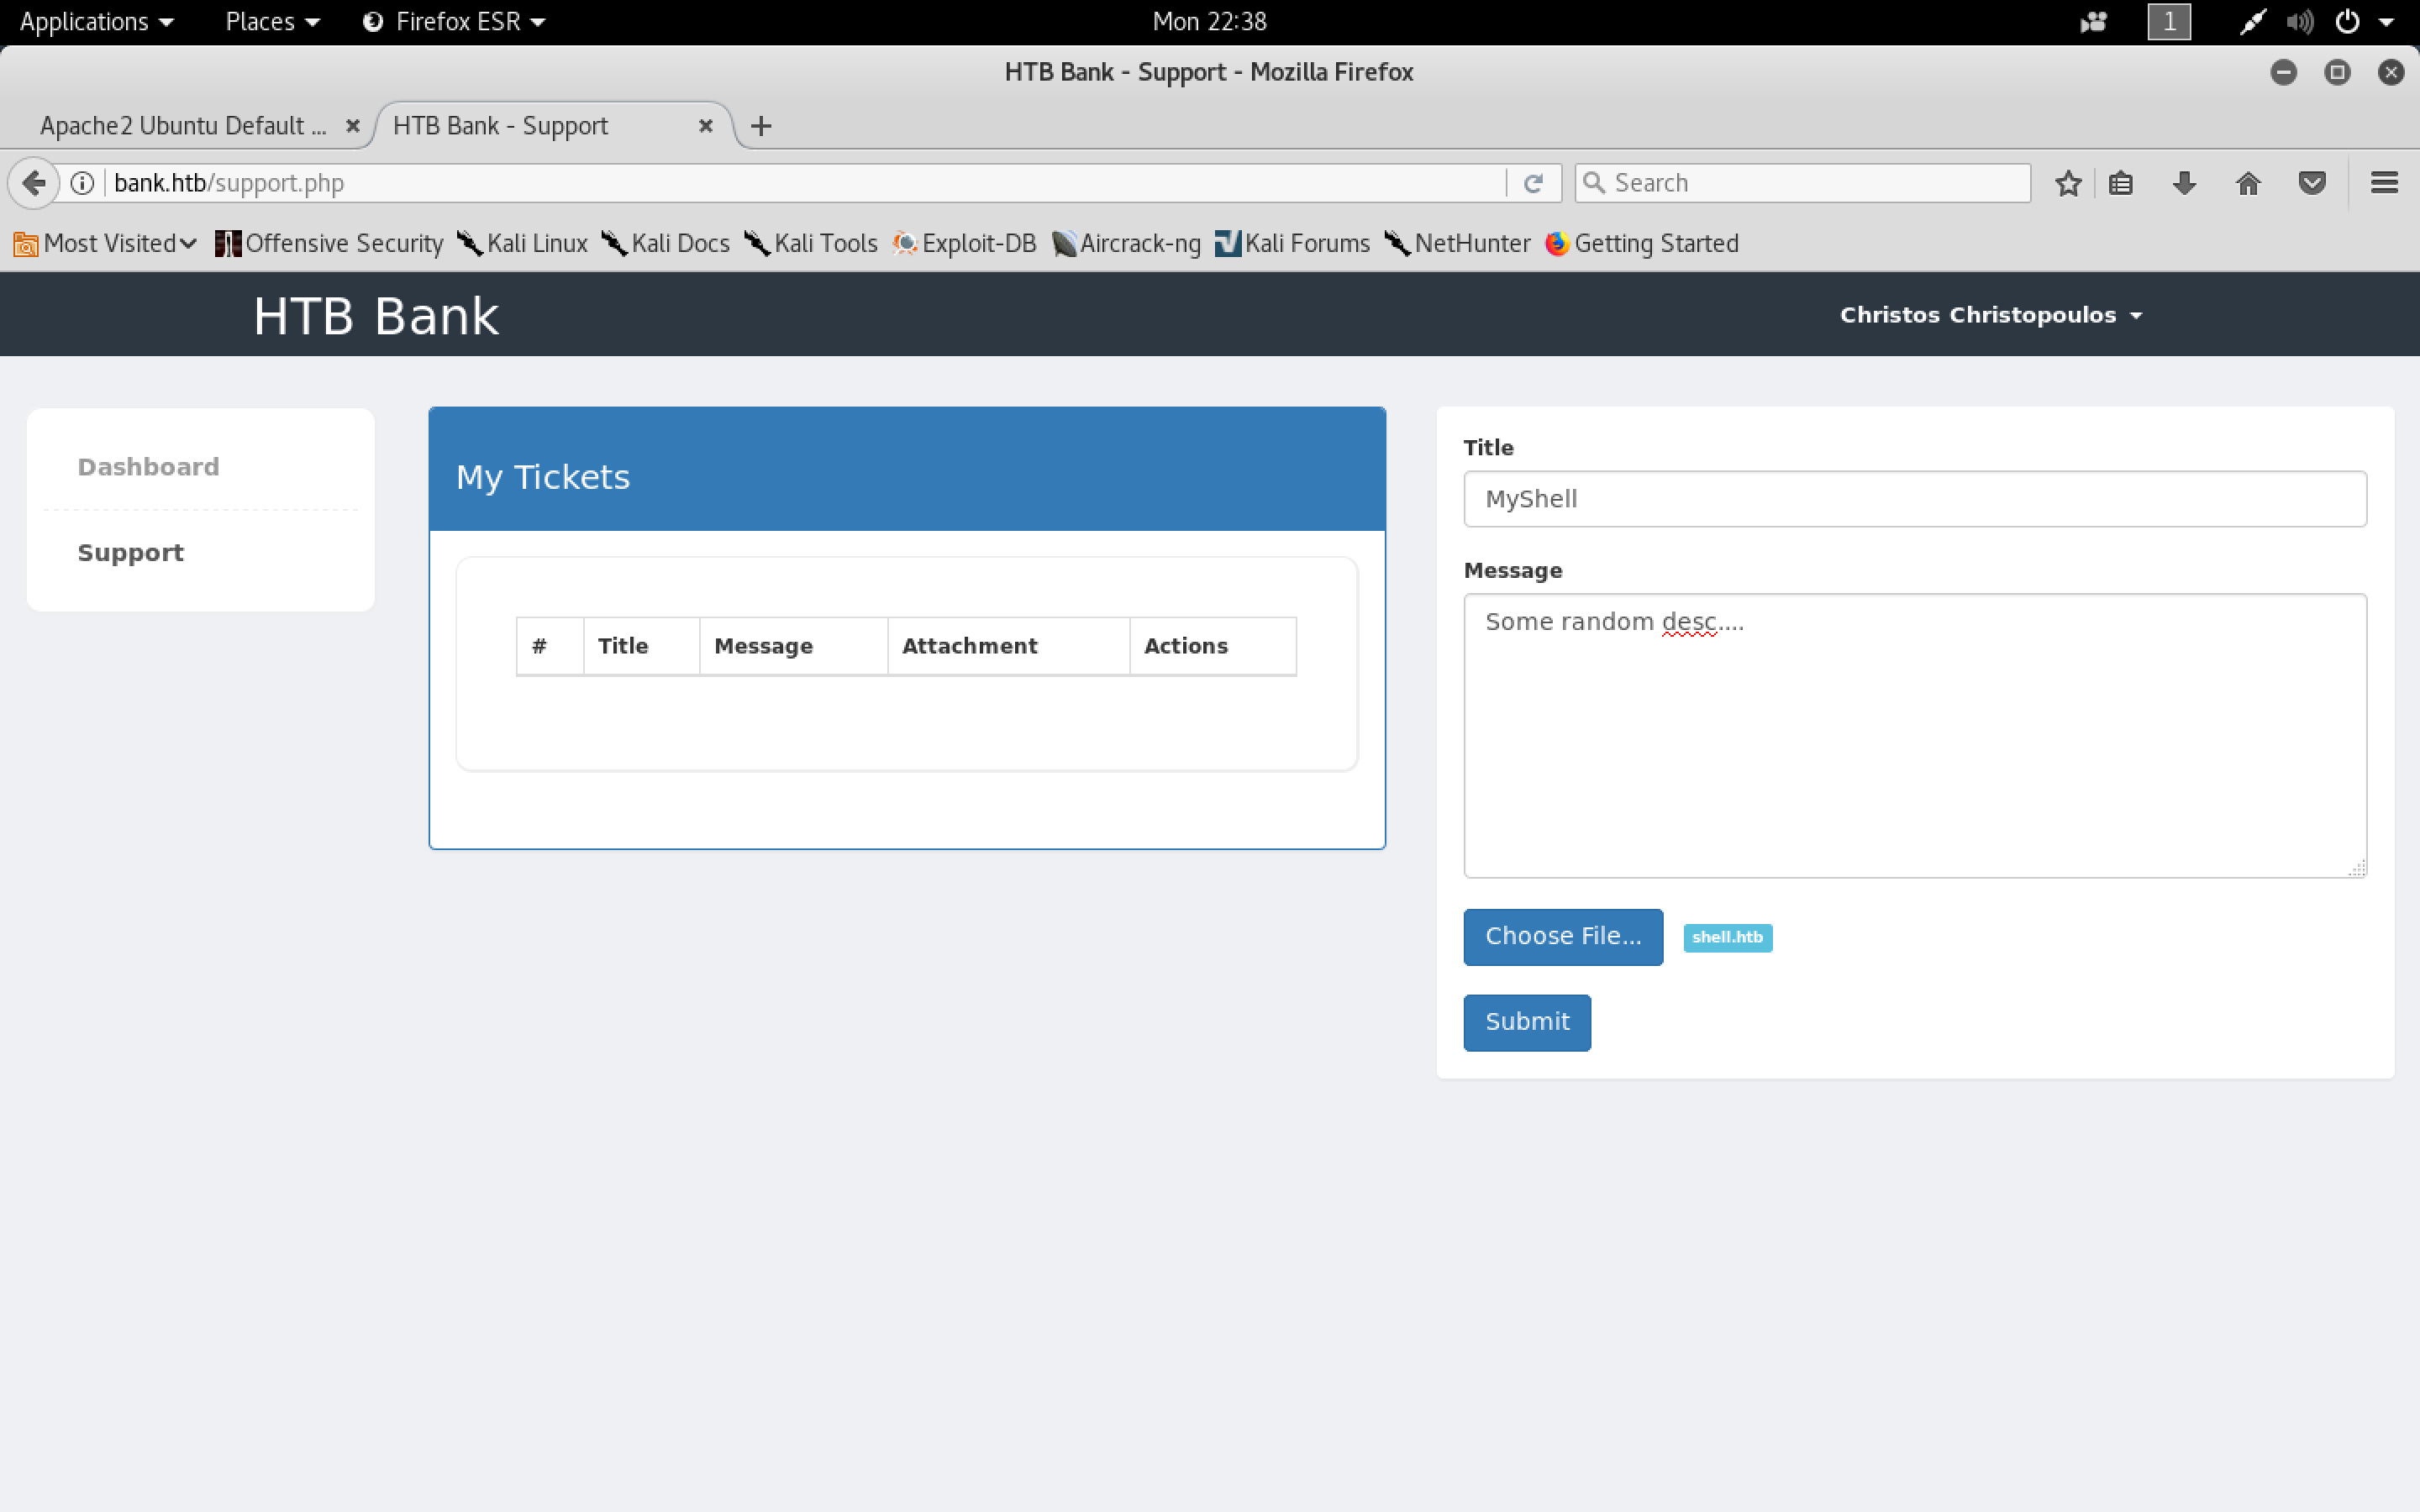 Applications Places Firefox ESR Mon 22:38 1
HTB Bank - Support - Mozilla Firefox
Apache2 Ubuntu Default ... HTB Bank - Support
bank.htb/support.php Search
Most Visited Offensive Security Kali Linux Kali Docs Kali Tools Exploit-DB Aircrack-ng Kali Forums NetHunter Getting Started
HTB Bank Christos Christopoulos
Dashboard
Support
My Tickets
# Title Message Attachment Actions
Title
MyShell
Message
Some random desc....
Choose File... shell.htb
Submit